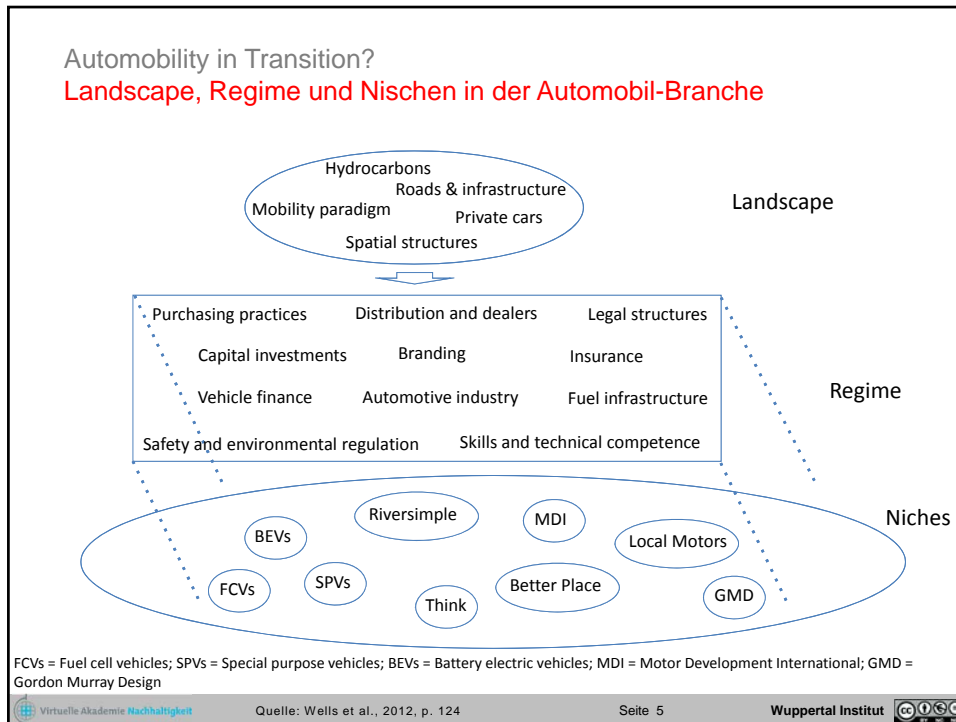 Automobility in Transition?
Landscape, Regime und Nischen in der Automobil-Branche
Hydrocarbons
Roads & infrastructure
Mobility paradigm
Private cars
Spatial structures
Landscape
Purchasing practices
Distribution and dealers
Legal structures
Capital investments
Branding
Insurance
Vehicle finance
Automotive industry
Fuel infrastructure
Regime
Safety and environmental regulation
Skills and technical competence
Niches
Riversimple
MDI
BEVs
Local Motors
FCVs
SPVs
Better Place
Think
GMD
FCVs = Fuel cell vehicles; SPVs = Special purpose vehicles; BEVs = Battery electric vehicles; MDI = Motor Development International; GMD =
Gordon Murray Design
Virtuelle Akademie Nachhaltigkeit
Quelle: Wells et al., 2012, p. 124
Seite 5
Wuppertal Institut